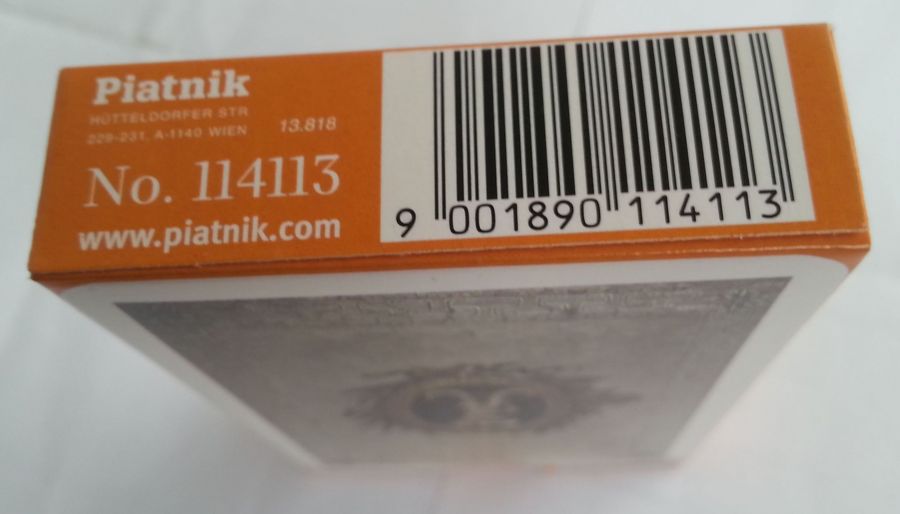 Piatnik
HÜTTELDORFER STR
229-231, A-1140 WIEN 13.818
No. 114113
www.piatnik.com
9 001890 114113